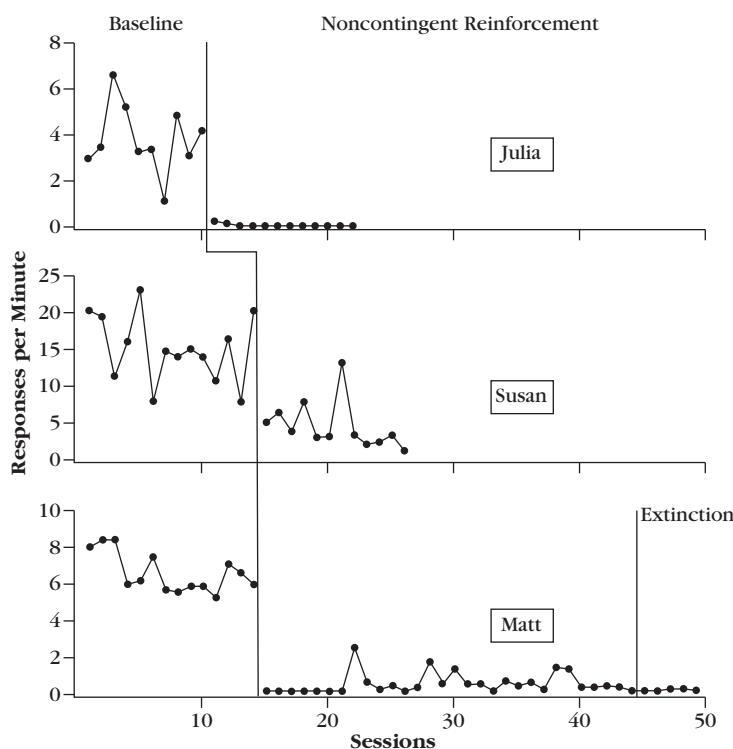 Baseline
Noncontingent Reinforcement
8
6
4
2
0
Julia
Responses per Minute
25
20
15
10
5
0
Susan
10
8
6
4
2
0
Extinction
Matt
10 20 30 40 50
Sessions